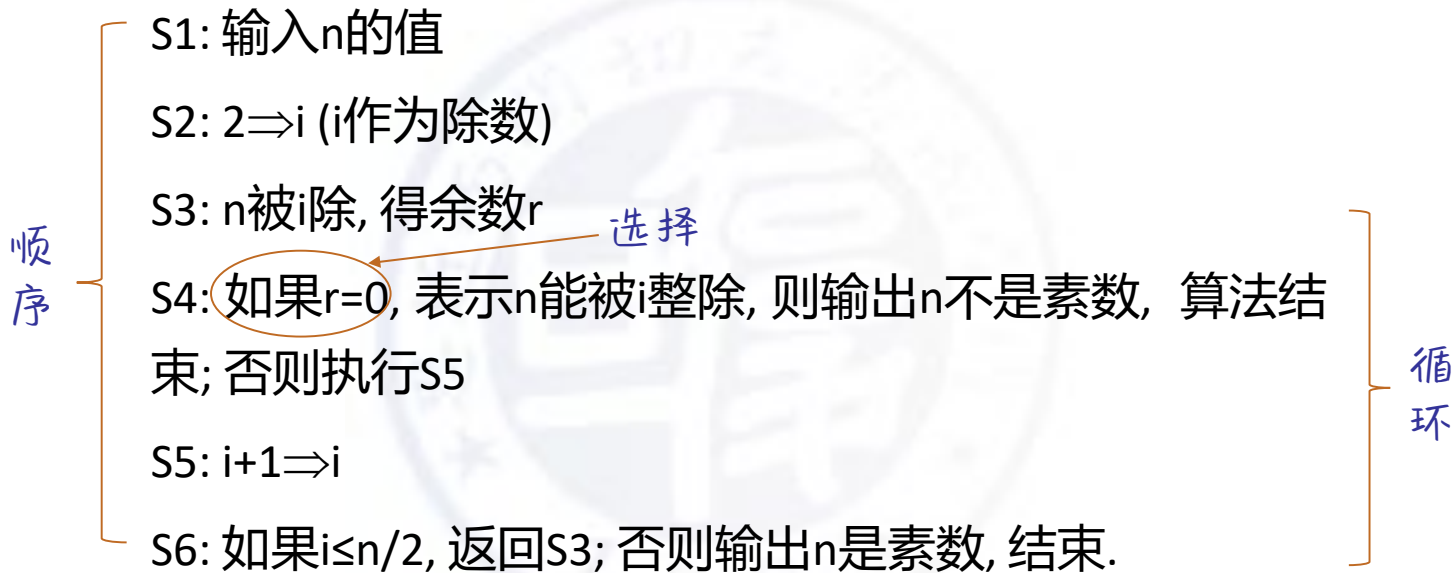 S1: 输入n的值
S2: 2⇒i (i作为除数)
S3: n被i除, 得余数r
选择
顺
序
S4: 如果r=0, 表示n能被i整除, 则输出n不是素数, 算法结
束; 否则执行S5
循
环
S5: i+1⇒i
S6: 如果i≤n/2, 返回S3; 否则输出n是素数, 结束.